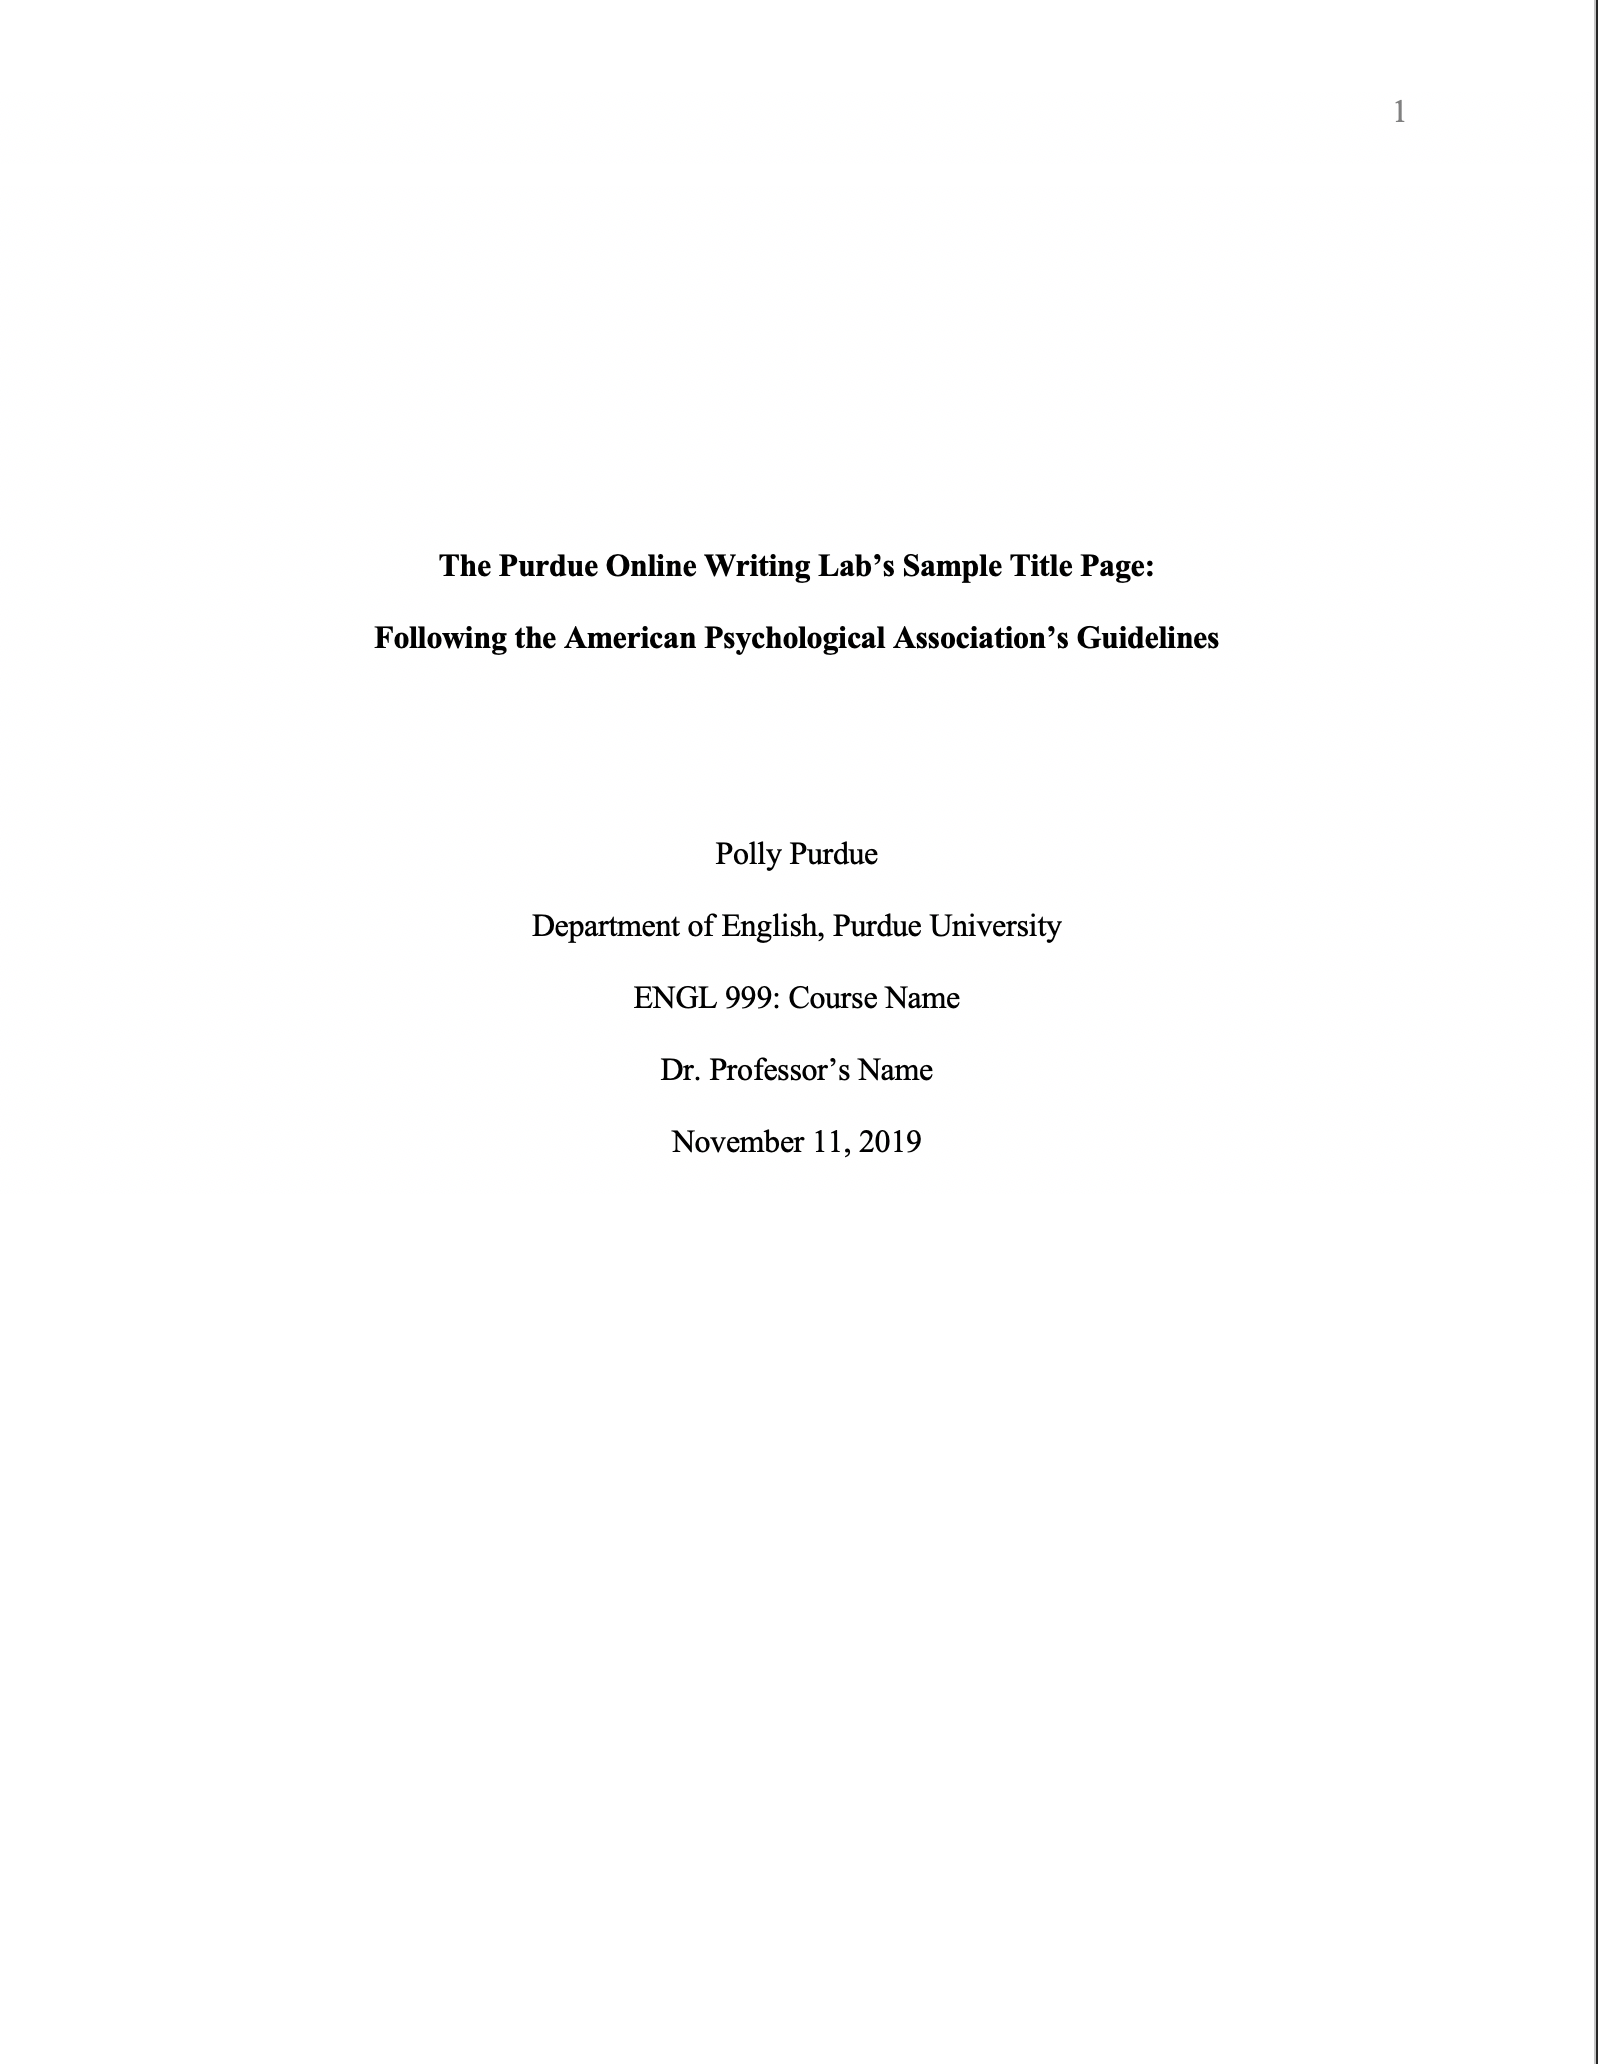 1
The Purdue Online Writing Lab’s Sample Title Page:
Following the American Psychological Association’s Guidelines
Polly Purdue
Department of English, Purdue University
ENGL 999: Course Name
Dr. Professor’s Name
November 11, 2019